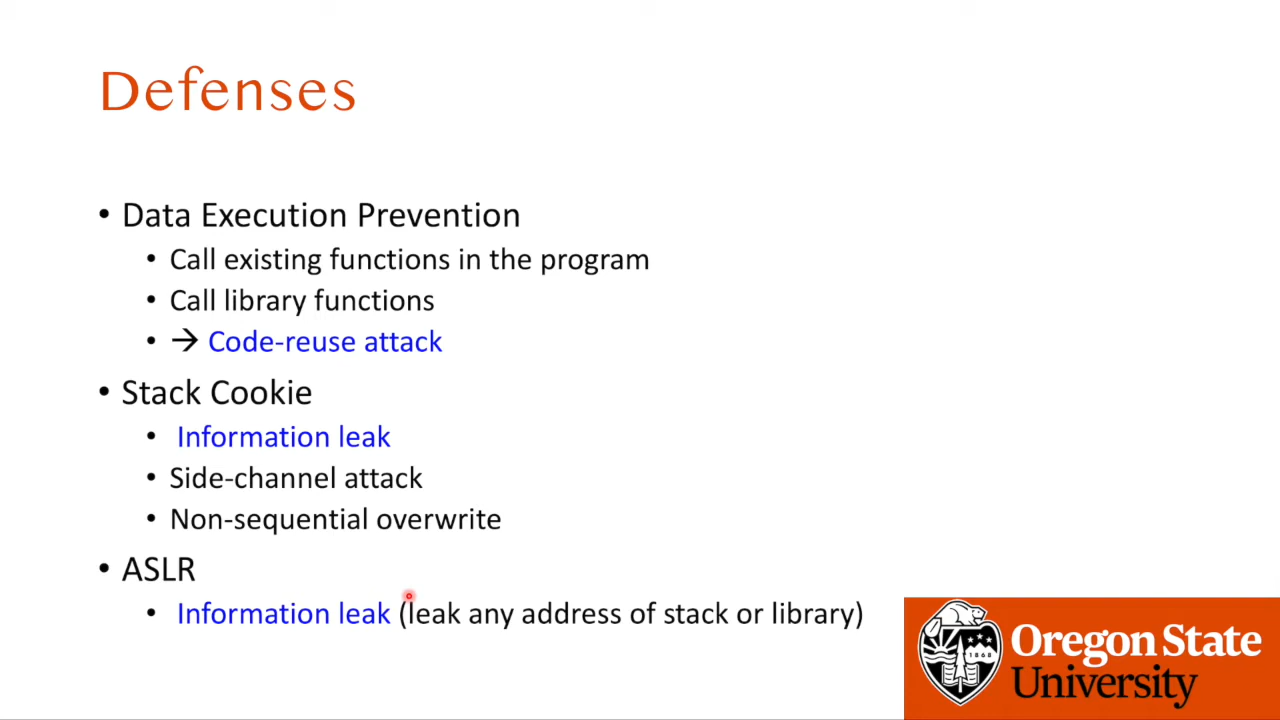 Defenses
• Data Execution Prevention
• Call existing functions in the program
• Call library functions
• → Code-reuse attack
• Stack Cookie
• Information leak
• Side-channel attack
• Non-sequential overwrite
• ASLR
• Information leak (leak any address of stack or library)
1868
Oregon State
University